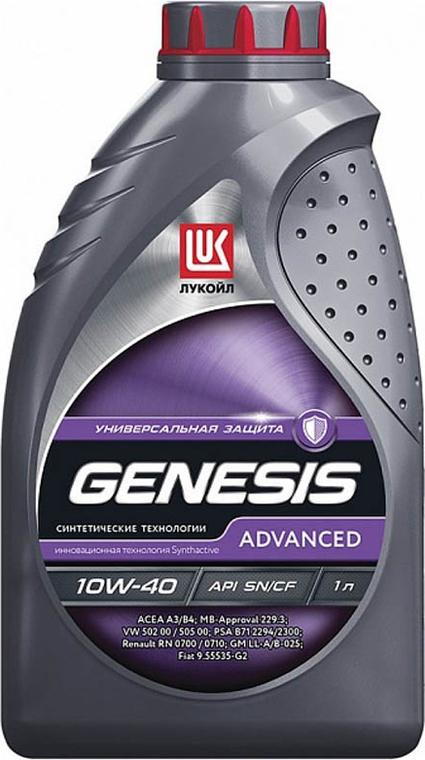 LUK
ЛУКОЙЛ
УНИВЕРСАЛЬНАЯ ЗАЩИТА
GENESIS
СИНТЕТИЧЕСКИЕ ТЕХНОЛОГИИ
ADVANCED
инновационная технология Synthactive
10W-40 API SN/CF 1 л
ACEA A3/B4; MB-Approval 229.3;
VW 502 00 / 505 00; PSA B71 2294/2300;
Renault RN 0700 / 0710; GM LL-A/B-025;
Fiat 9.55535-G2